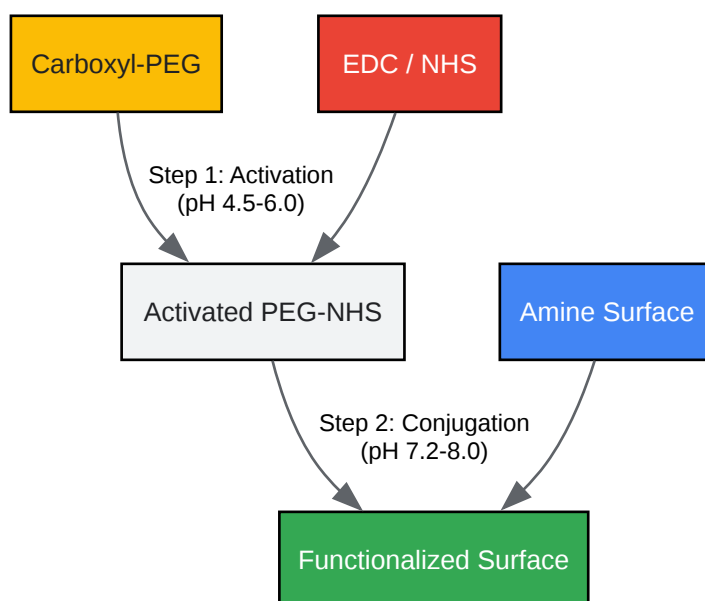 Carboxyl-PEG
EDC / NHS
Step 1: Activation
(pH 4.5-6.0)
Activated PEG-NHS
Amine Surface
Step 2: Conjugation
(pH 7.2-8.0)
Functionalized Surface